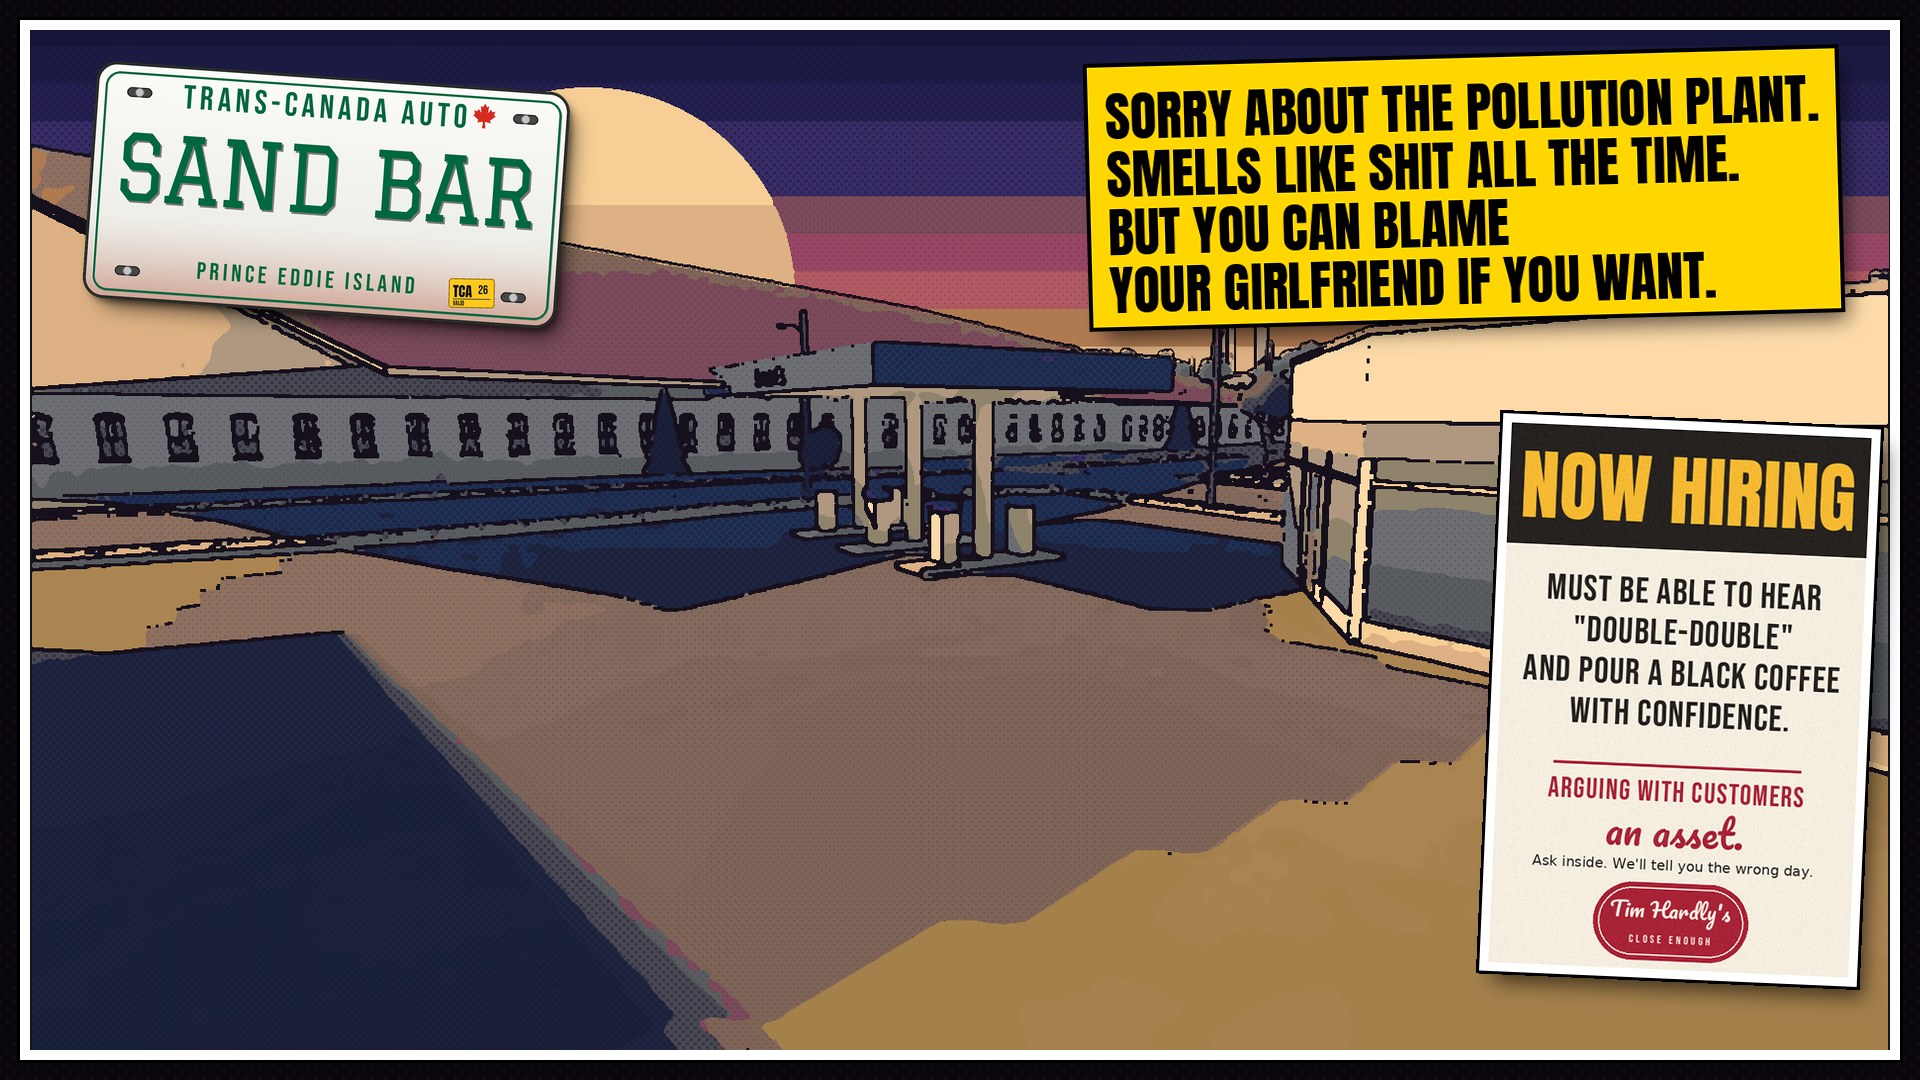 TRANS-CANADA AUTO
SAND BAR
PRINCE EDDIE ISLAND
TCA 26
VALID
SORRY ABOUT THE POLLUTION PLANT.
SMELLS LIKE SHIT ALL THE TIME.
BUT YOU CAN BLAME
YOUR GIRLFRIEND IF YOU WANT.
NOW HIRING
MUST BE ABLE TO HEAR
"DOUBLE-DOUBLE"
AND POUR A BLACK COFFEE
WITH CONFIDENCE.
ARGUING WITH CUSTOMERS
an asset.
Ask inside. We'll tell you the wrong day.
Tim Hardly's
CLOSE ENOUGH